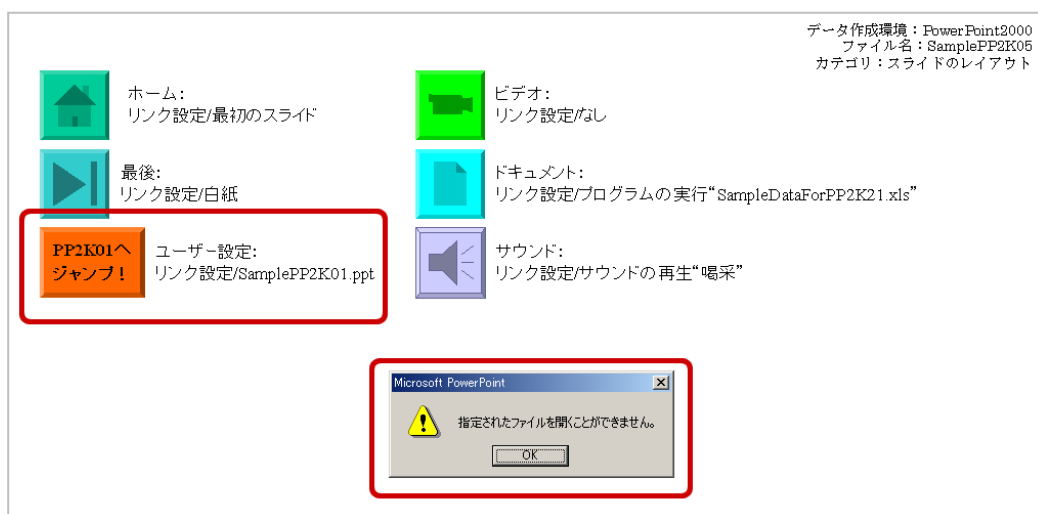 データ作成環境：PowerPoint2000
ファイル名：SamplePP2K05
カテゴリ：スライドのレイアウト
ホーム：
リンク設定/最初のスライド
ビデオ：
リンク設定/なし
最後：
リンク設定/白紙
ドキュメント：
リンク設定/プログラムの実行“SampleDataForPP2K21.xls”
PP2K01へ
ジャンプ！
ユーザー設定：
リンク設定/SamplePP2K01.ppt
サウンド：
リンク設定/サウンドの再生“喝采”
Microsoft PowerPoint
指定されたファイルを開くことができません。
OK